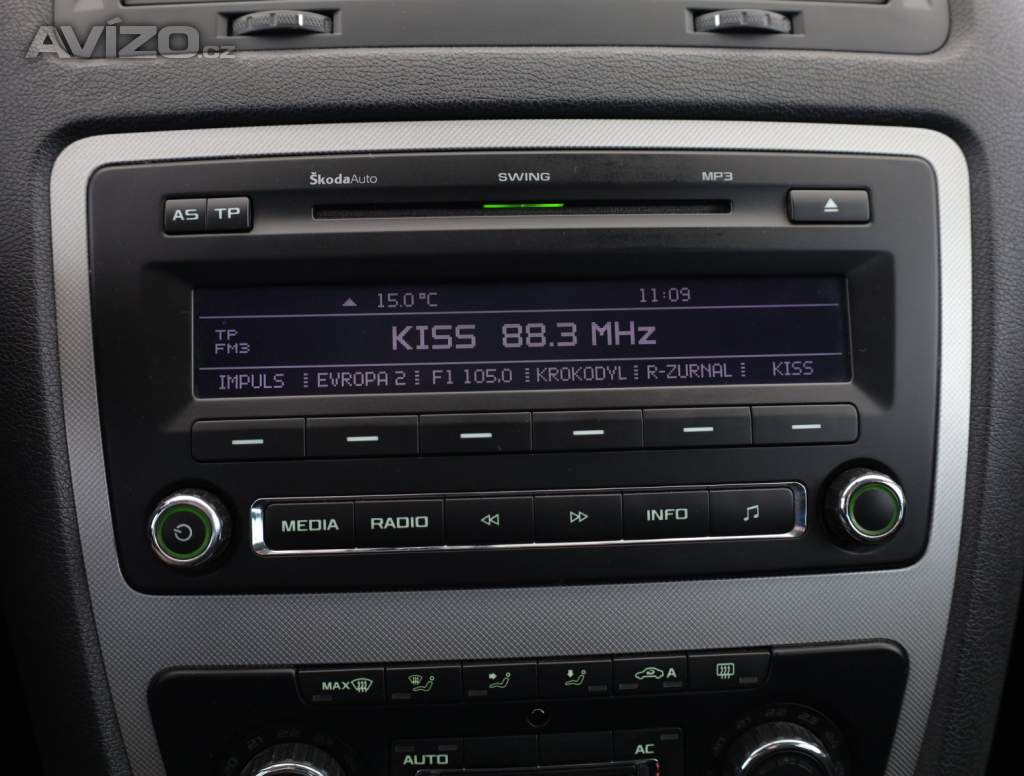 AVÍZO.cz
ŠkodaAuto SWING MP3
AS TP
15.0°C 11:09
TP
FM3
KISS 88.3 MHz
IMPULS EVROPA 2 F1 105.0 KROKODYL R-ZURNAL KISS
MEDIA RADIO INFO
MAX A
AUTO AC